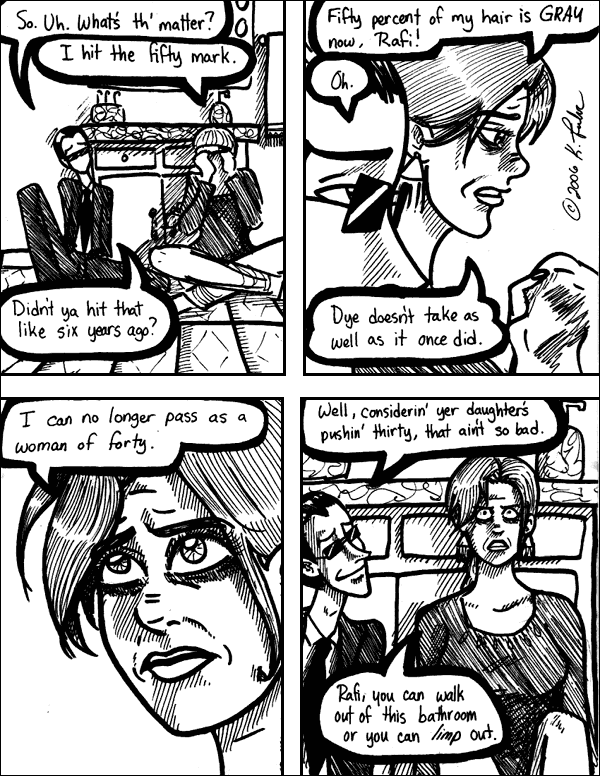 So. Uh. What's th' matter?
I hit the fifty mark.
Didn't ya hit that
like six years ago?
Fifty percent of my hair is GRAY
now, Rafi!
Oh.
Dye doesn't take as
well as it once did.
© 2006 K.
I can no longer pass as a
woman of forty.
Well, considerin' yer daughter's
pushin' thirty, that ain't so bad.
Rafi, you can walk
out of this bathroom
or you can limp out.